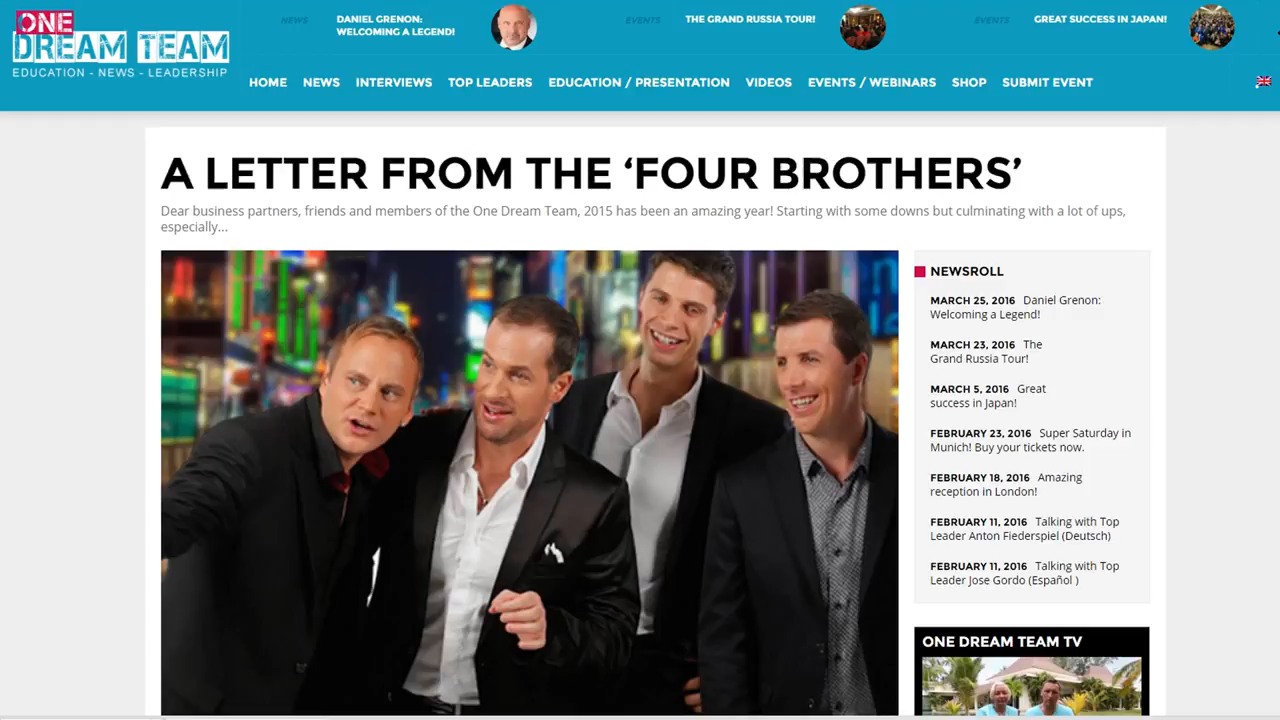 ONE
DREAM TEAM
EDUCATION - NEWS - LEADERSHIP
NEWS
DANIEL GRENON:
WELCOMING A LEGEND!
EVENTS
THE GRAND RUSSIA TOUR!
EVENTS
GREAT SUCCESS IN JAPAN!
HOME NEWS INTERVIEWS TOP LEADERS EDUCATION / PRESENTATION VIDEOS EVENTS / WEBINARS SHOP SUBMIT EVENT
A LETTER FROM THE ‘FOUR BROTHERS’
Dear business partners, friends and members of the One Dream Team, 2015 has been an amazing year! Starting with some downs but culminating with a lot of ups,
especially...
NEWSROLL
MARCH 25, 2016 Daniel Grenon:
Welcoming a Legend!
MARCH 23, 2016 The
Grand Russia Tour!
MARCH 5, 2016 Great
success in Japan!
FEBRUARY 23, 2016 Super Saturday in
Munich! Buy your tickets now.
FEBRUARY 18, 2016 Amazing
reception in London!
FEBRUARY 11, 2016 Talking with Top
Leader Anton Fiederspiel (Deutsch)
FEBRUARY 11, 2016 Talking with Top
Leader Jose Gordo (Español )
ONE DREAM TEAM TV